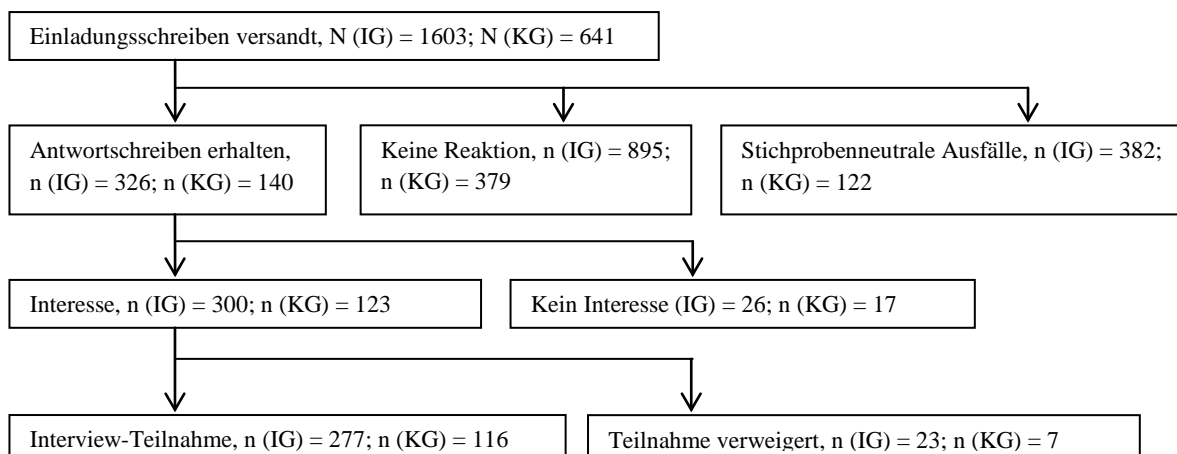 Einladungsschreiben versandt, N (IG) = 1603; N (KG) = 641
Antwortschreiben erhalten,
n (IG) = 326; n (KG) = 140
Keine Reaktion, n (IG) = 895;
n (KG) = 379
Stichprobenneutrale Ausfälle, n (IG) = 382;
n (KG) = 122
Interesse, n (IG) = 300; n (KG) = 123
Kein Interesse (IG) = 26; n (KG) = 17
Interview-Teilnahme, n (IG) = 277; n (KG) = 116
Teilnahme verweigert, n (IG) = 23; n (KG) = 7